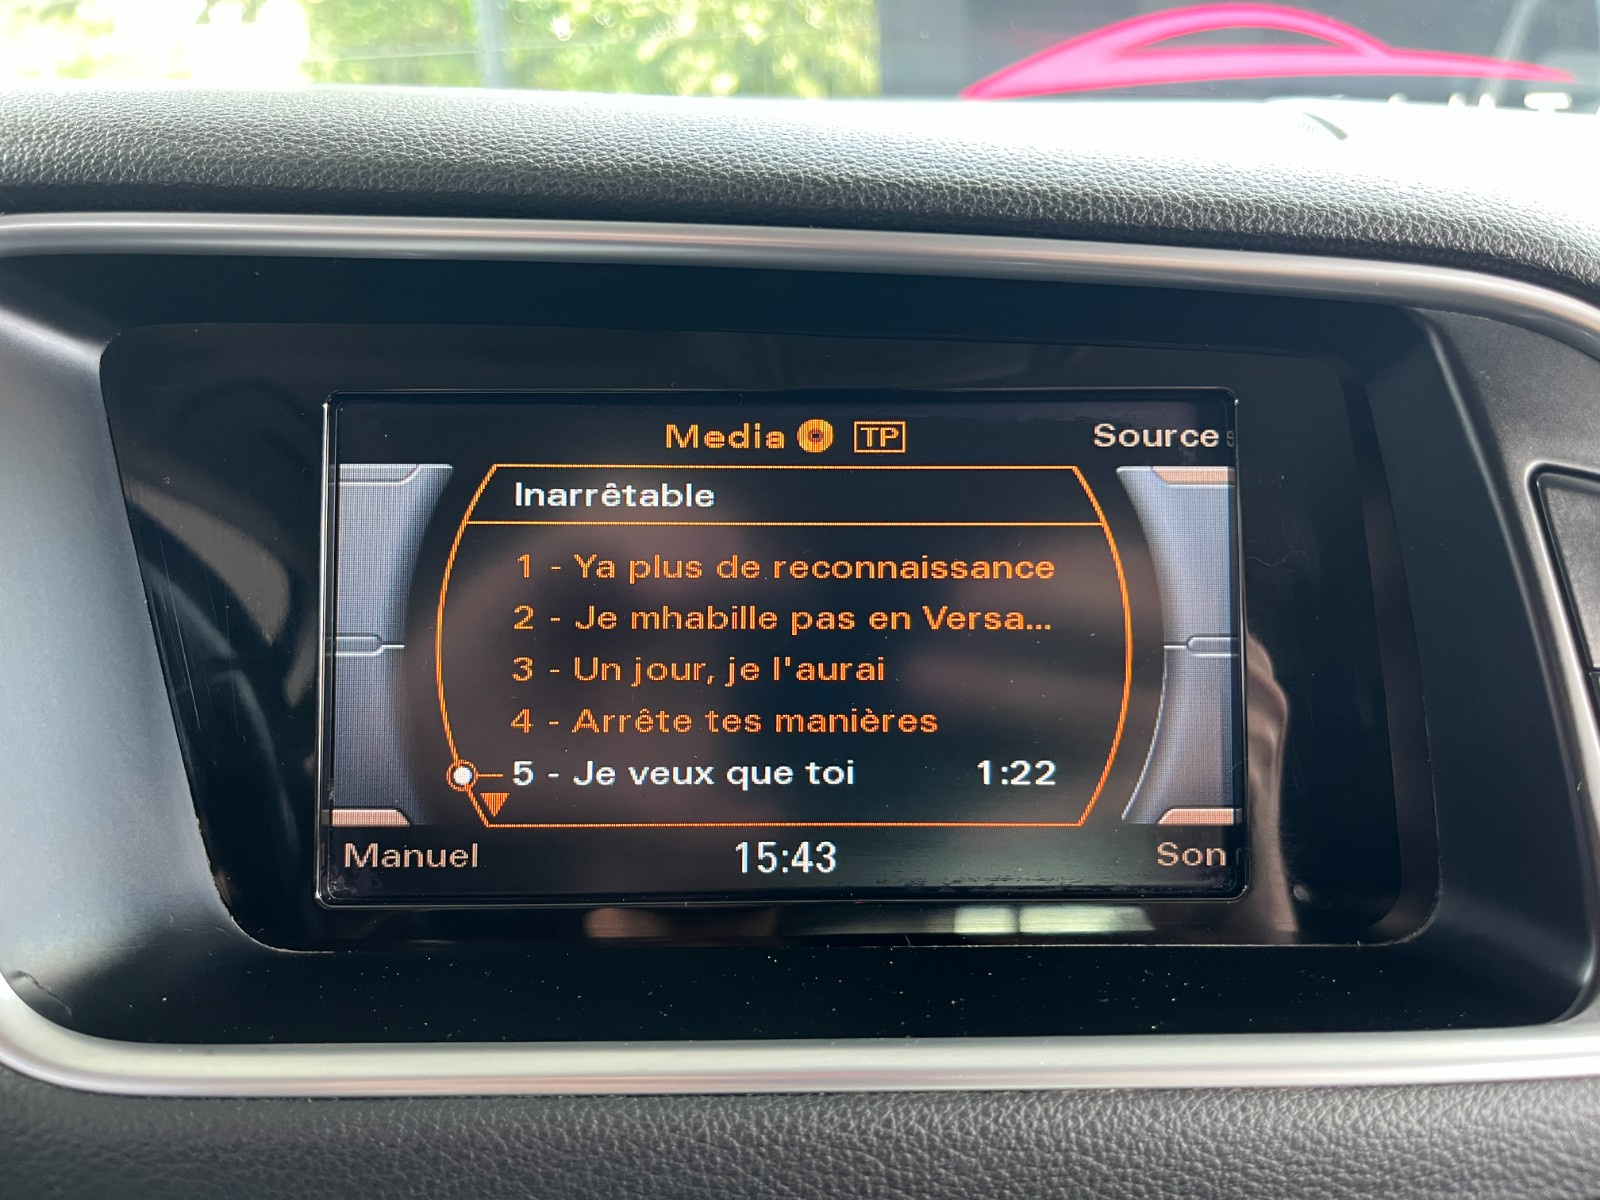 Media TP Source
Inarrêtable
1 - Ya plus de reconnaissance
2 - Je mhabille pas en Versa...
3 - Un jour, je l'aurai
4 - Arrête tes manières
5 - Je veux que toi 1:22
Manuel 15:43 Son